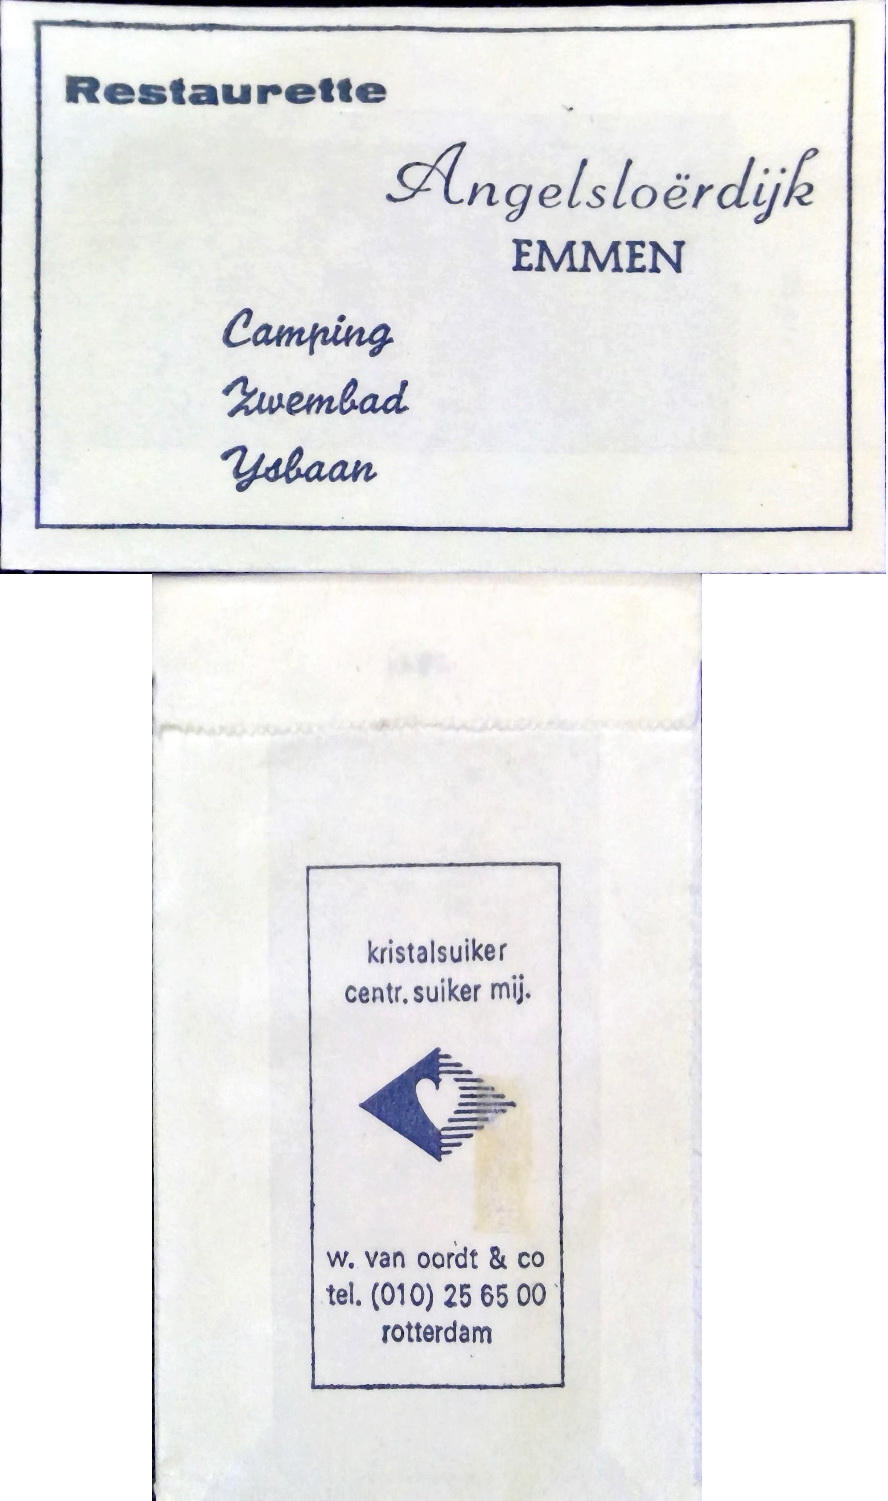 Restaurette
Angelsloërdijk
EMMEN
Camping
Zwembad
Ysbaan
kristalsuiker
centr. suiker mij.
w. van oordt & co
tel. (010) 25 65 00
rotterdam